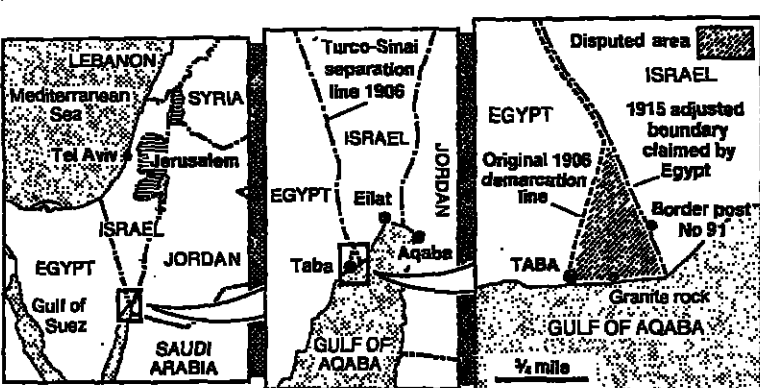 LEBANON
Mediterranean
Sea
SYRIA
Tel Aviv
Jerusalem
ISRAEL
EGYPT
JORDAN
Gulf of
Suez
SAUDI
ARABIA
Turco-Sinai
separation
line 1906
ISRAEL
EGYPT
JORDAN
Eilat
Taba
Aqaba
GULF OF
AQABA
Disputed area
ISRAEL
EGYPT
1915 adjusted
boundary
claimed by
Egypt
Original 1906
demarcation
line
Border post
No 91
TABA
Granite rock
GULF OF AQABA
¾ mile